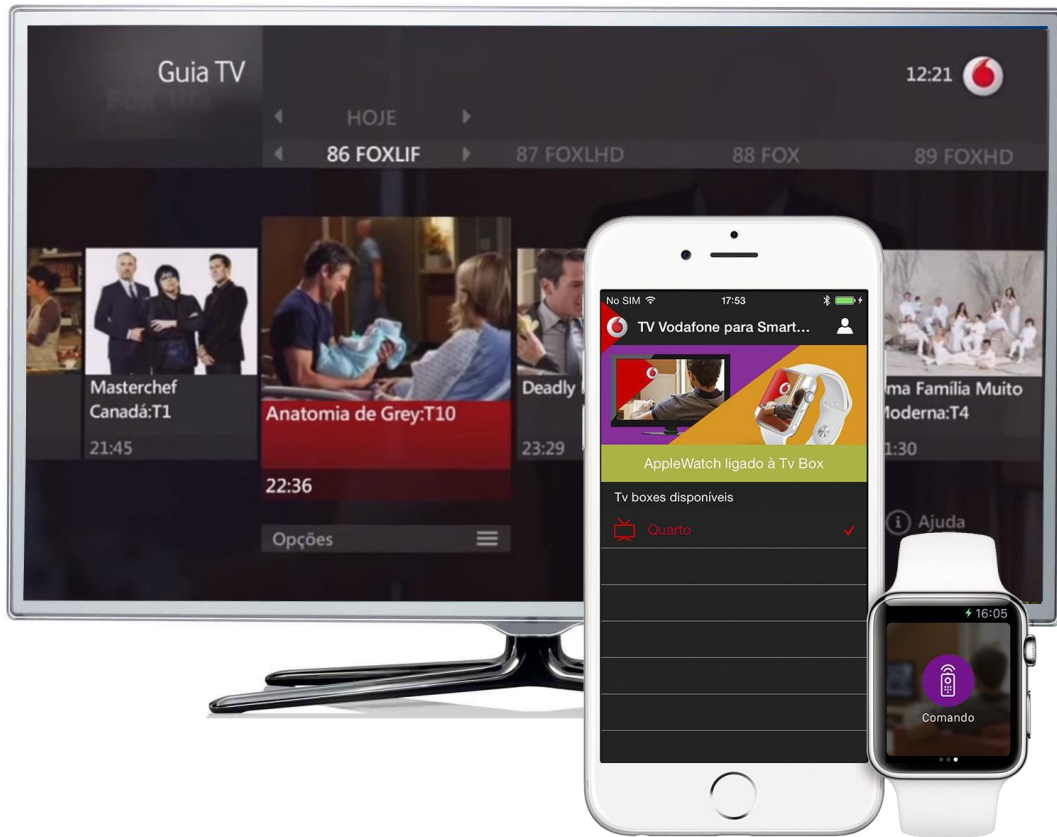 Guia TV
12:21
HOJE
86 FOXLIF
87 FOXLHD
88 FOX
89 FOXHD
Masterchef
Canadá:T1
21:45
Anatomia de Grey:T10
22:36
Deadly
23:29
ma Família Muito
Moderna:T4
1:30
Opções
Ajuda
No SIM
17:53
TV Vodafone para Smart...
AppleWatch ligado à Tv Box
Tv boxes disponíveis
Quarto
16:05
Comando